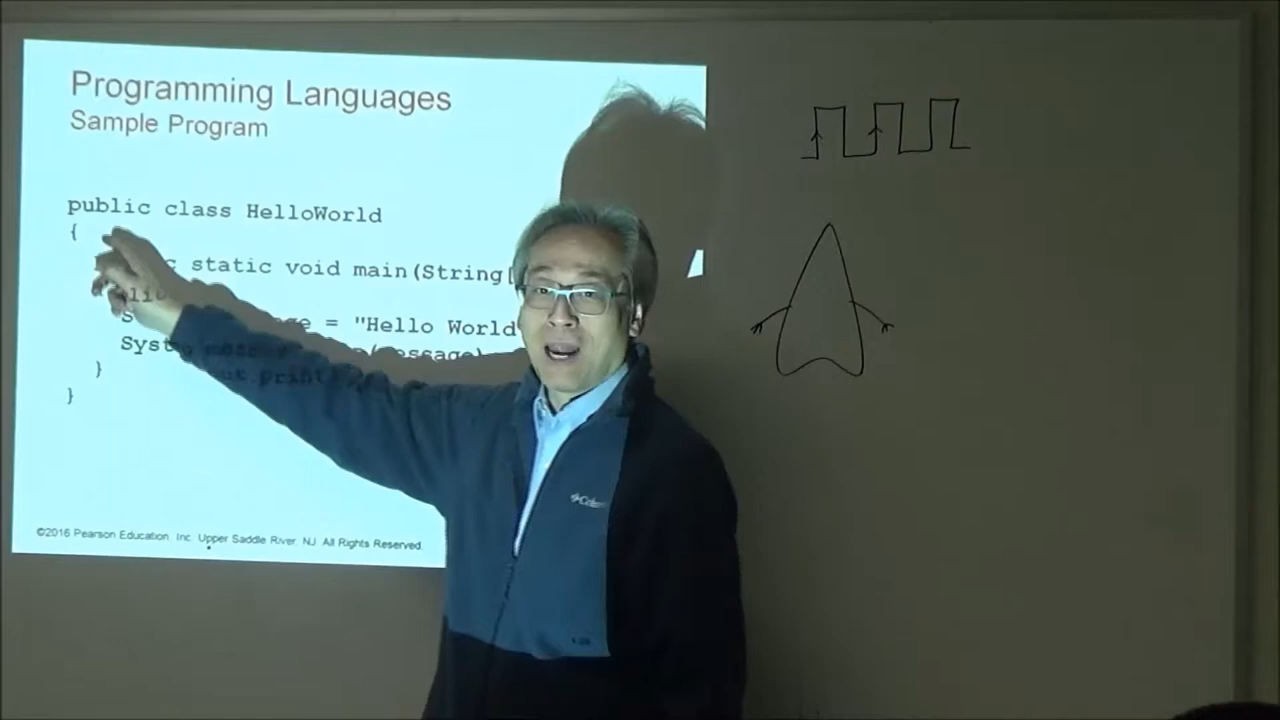 Programming Languages
Sample Program
public class HelloWorld
{
static void main(String[
= "Hello World"
Syst
}
}
©2016 Pearson Education, Inc. Upper Saddle River, NJ. All Rights Reserved.